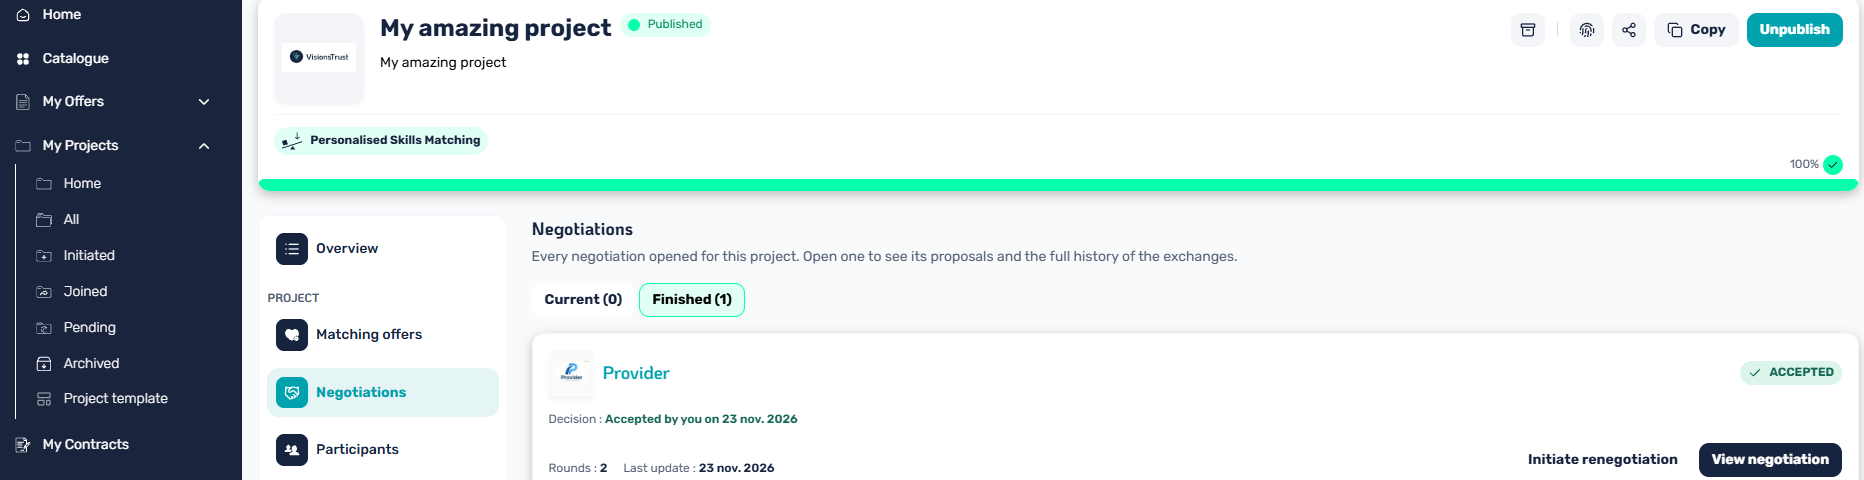 Home
Catalogue
My Offers
My Projects
Home
All
Initiated
Joined
Pending
Archived
Project template
My Contracts
VisionsTrust
My amazing project
Published
My amazing project
Copy
Unpublish
Personalised Skills Matching
100%
Overview
PROJECT
Matching offers
Negotiations
Participants
Negotiations
Every negotiation opened for this project. Open one to see its proposals and the full history of the exchanges.
Current (0)
Finished (1)
Provider
Provider
ACCEPTED
Decision : Accepted by you on 23 nov. 2026
Rounds : 2 Last update : 23 nov. 2026
Initiate renegotiation
View negotiation